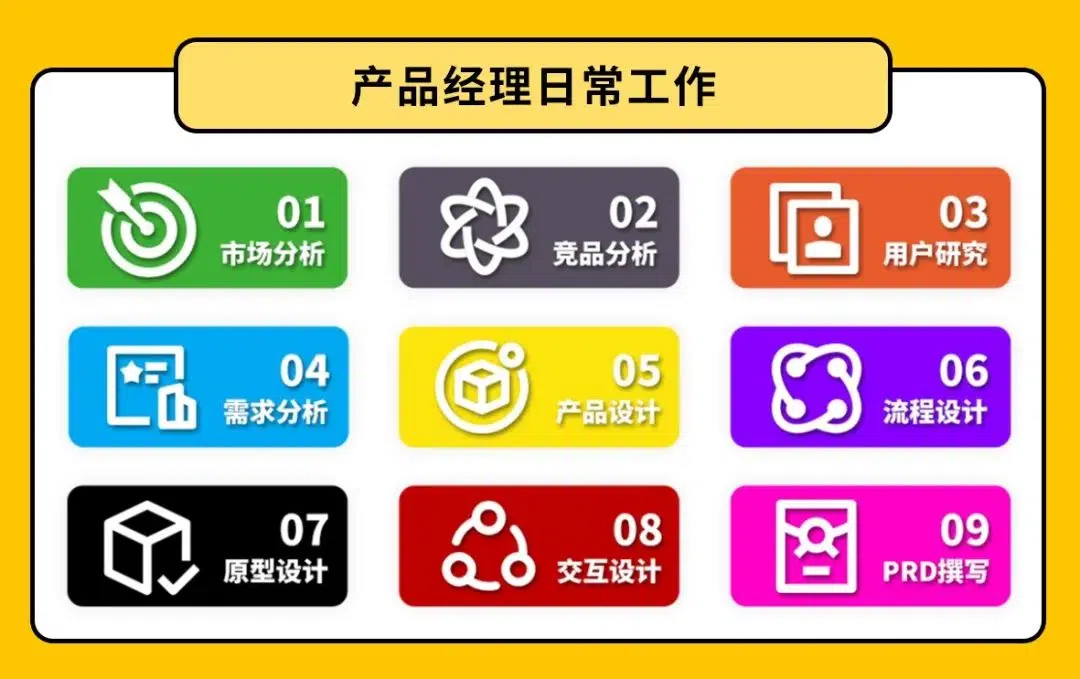 产品经理日常工作
01
市场分析
02
竞品分析
03
用户研究
04
需求分析
05
产品设计
06
流程设计
07
原型设计
08
交互设计
09
PRD撰写